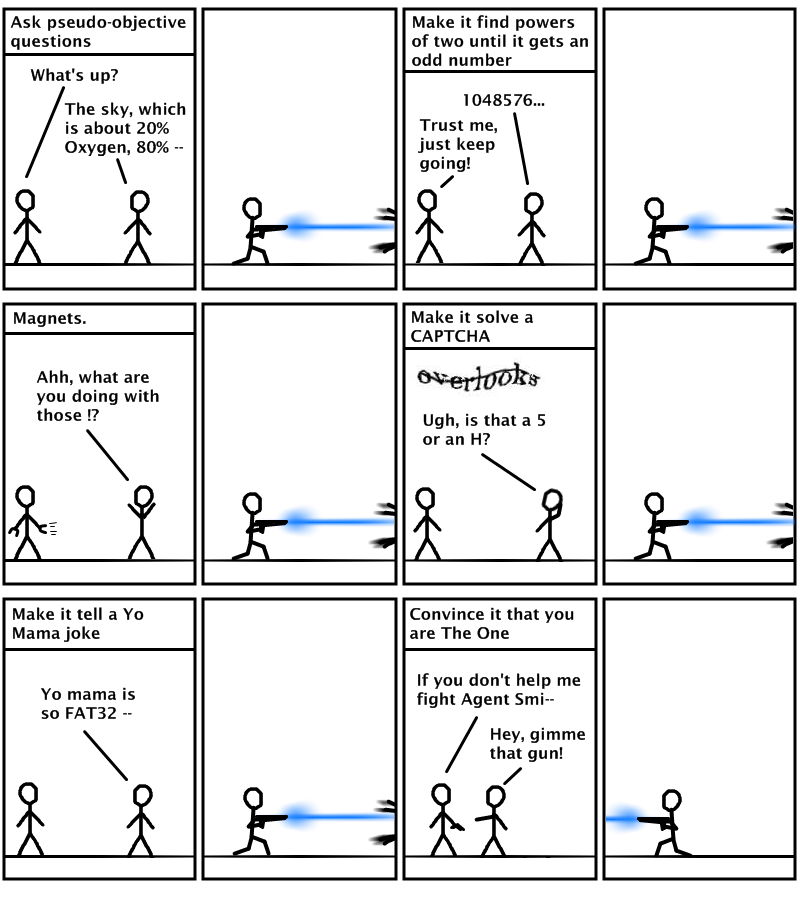 Ask pseudo-objective
questions
What's up?
The sky, which
is about 20%
Oxygen, 80% --
Make it find powers
of two until it gets an
odd number
1048576...
Trust me,
just keep
going!
Magnets.
Ahh, what are
you doing with
those !?
Make it solve a
CAPTCHA
overlooks
Ugh, is that a 5
or an H?
Make it tell a Yo
Mama joke
Yo mama is
so FAT32 --
Convince it that you
are The One
If you don't help me
fight Agent Smi--
Hey, gimme
that gun!